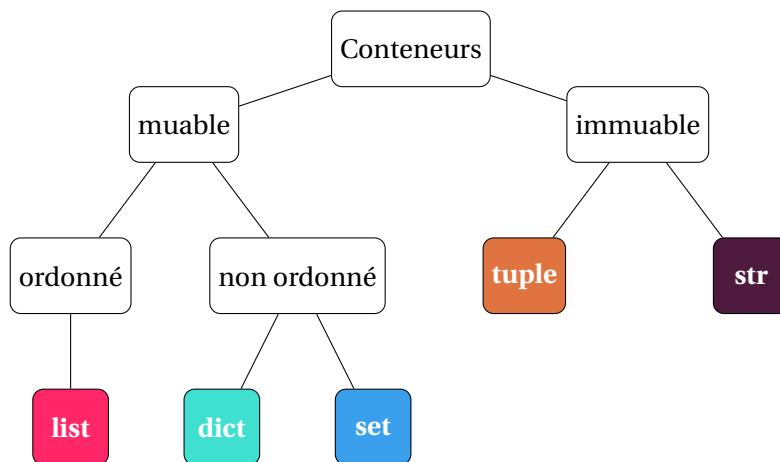 Conteneurs
muable
immuable
ordonné
non ordonné
tuple
str
list
dict
set